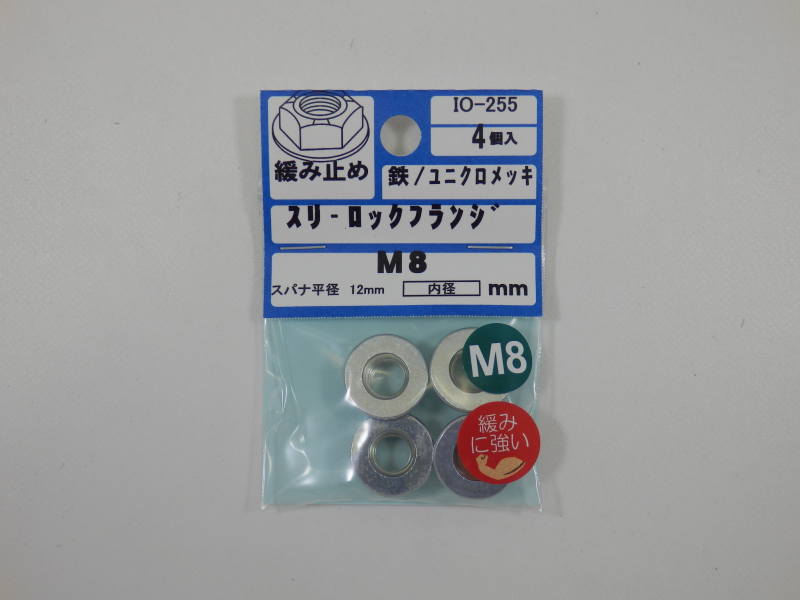 IO-255
4個入
緩み止め
鉄/ユニクロメッキ
スリ-ロックフランジ
M8
スパナ平径 12mm 内径 mm
M8
緩み
に強い